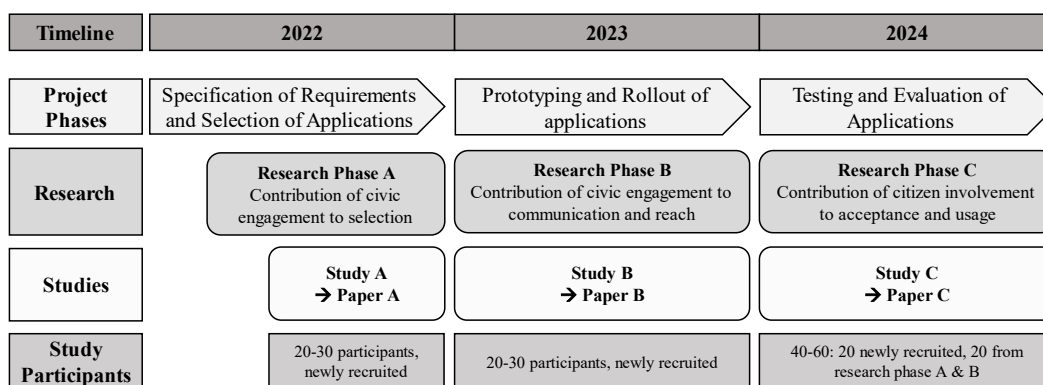 Timeline
2022
2023
2024
Project
Phases
Specification of Requirements
and Selection of Applications
Prototyping and Rollout of
applications
Testing and Evaluation of
Applications
Research
Research Phase A
Contribution of civic
engagement to selection
Research Phase B
Contribution of civic engagement to
communication and reach
Research Phase C
Contribution of citizen involvement
to acceptance and usage
Studies
Study A
→ Paper A
Study B
→ Paper B
Study C
→ Paper C
Study
Participants
20-30 participants,
newly recruited
20-30 participants, newly recruited
40-60: 20 newly recruited, 20 from
research phase A & B